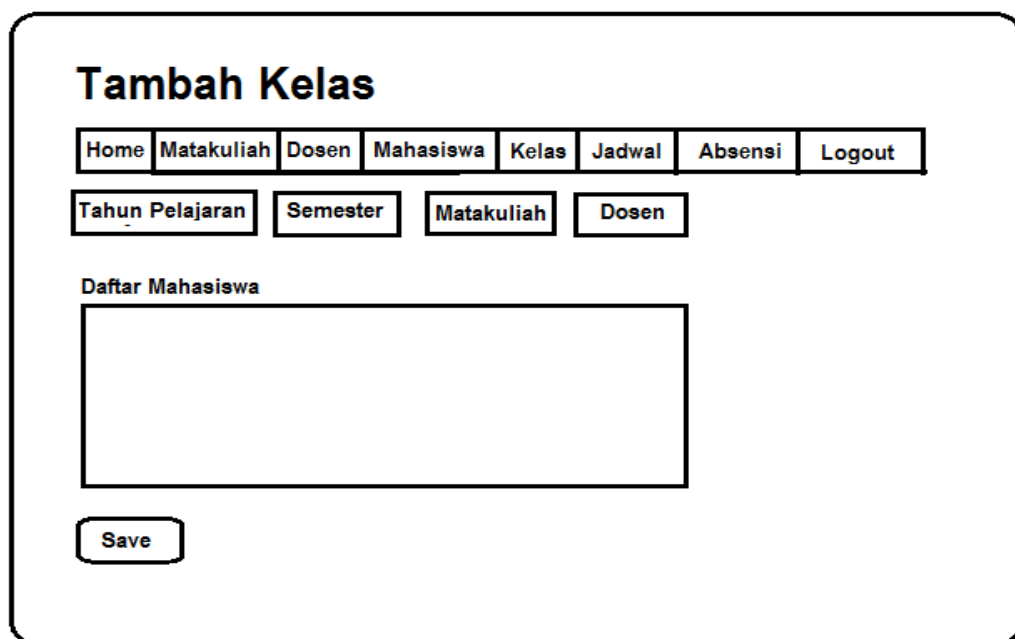 Tambah Kelas
Home Matakuliah Dosen Mahasiswa Kelas Jadwal Absensi Logout
Tahun Pelajaran Semester Matakuliah Dosen
Daftar Mahasiswa
Save